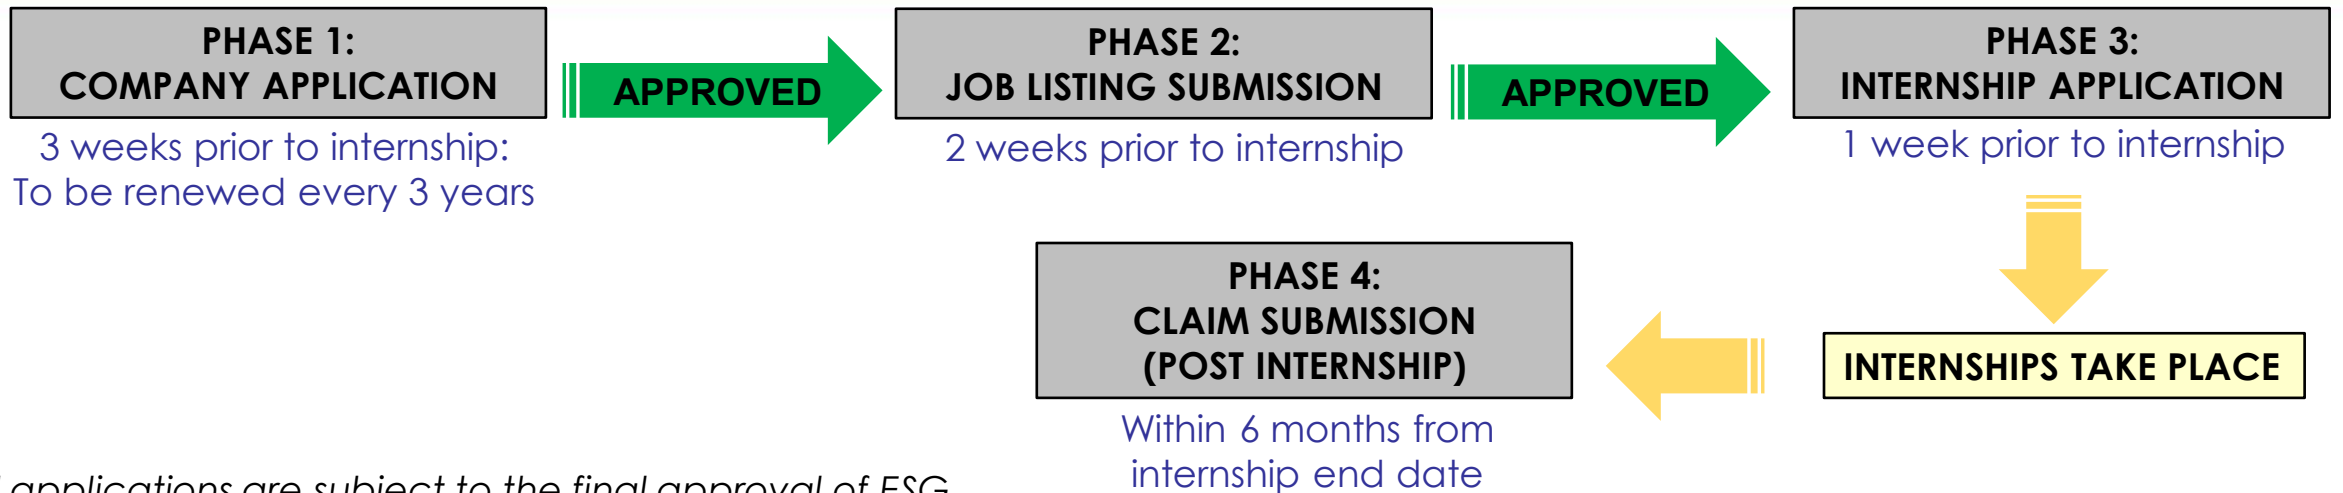 PHASE 1:
COMPANY APPLICATION
3 weeks prior to internship:
To be renewed every 3 years
APPROVED
PHASE 2:
JOB LISTING SUBMISSION
2 weeks prior to internship
APPROVED
PHASE 3:
INTERNSHIP APPLICATION
1 week prior to internship
INTERNSHIPS TAKE PLACE
PHASE 4:
CLAIM SUBMISSION
(POST INTERNSHIP)
Within 6 months from
internship end date
applications are subject to the final approval of ESG